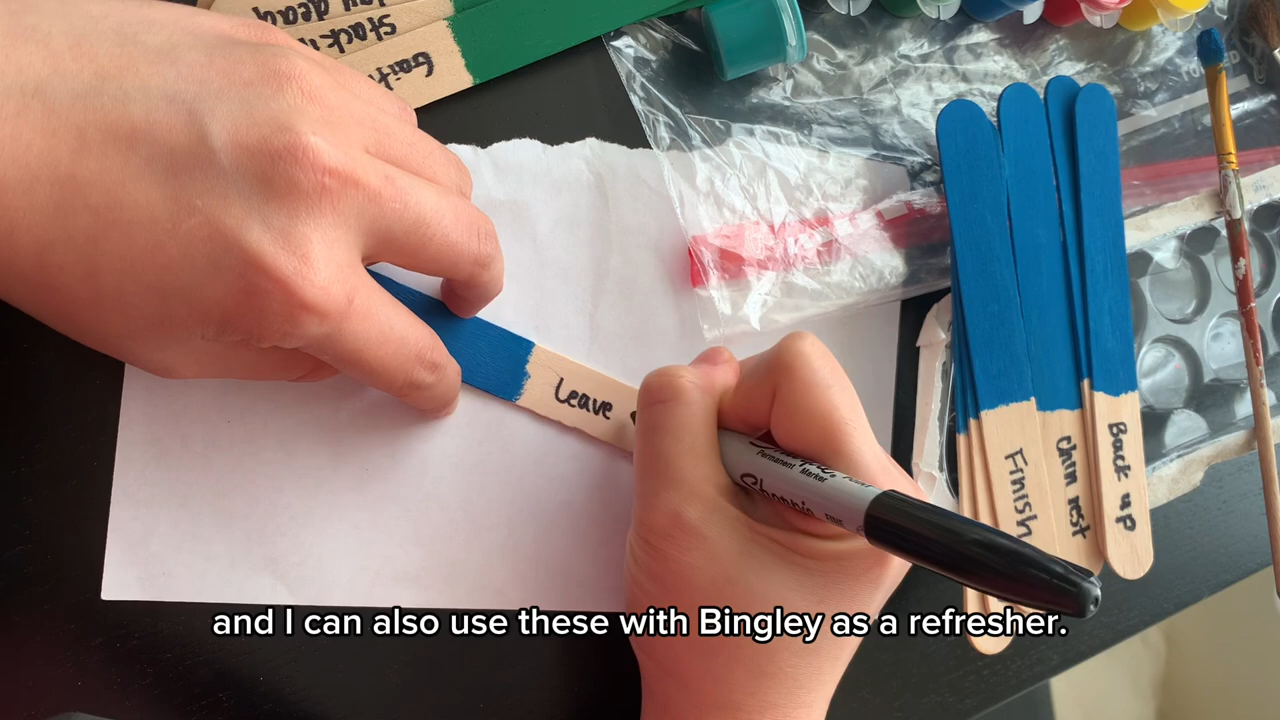 Stack
Leave
Sharpie
Permanent Marker
Finish
Chin rest
Back up
and I can also use these with Bingley as a refresher.